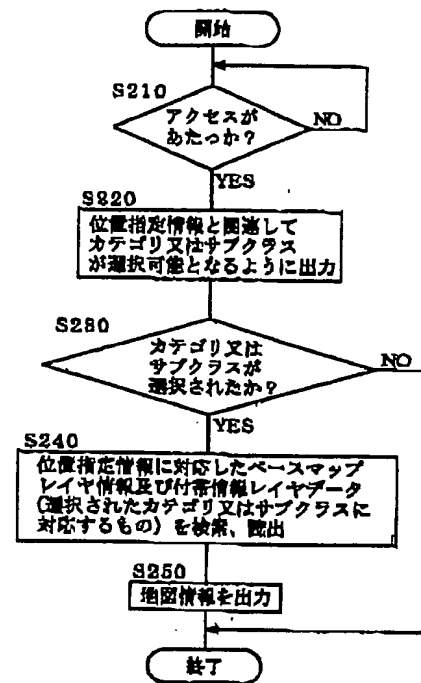 開始
S210
アクセスが
あたっか？
NO
YES
S220
位置指定情報と関連して
カテゴリ又はサブクラス
が選択可能となるように出力
S280
カテゴリ又は
サブクラスが
選択されたか？
NO
YES
S240
位置指定情報に対応したベースマップ
レイヤ情報及び付帯情報レイヤデータ
(選択されたカテゴリ又はサブクラスに
対応するもの) を検索、読出
S250
地図情報を出力
終了